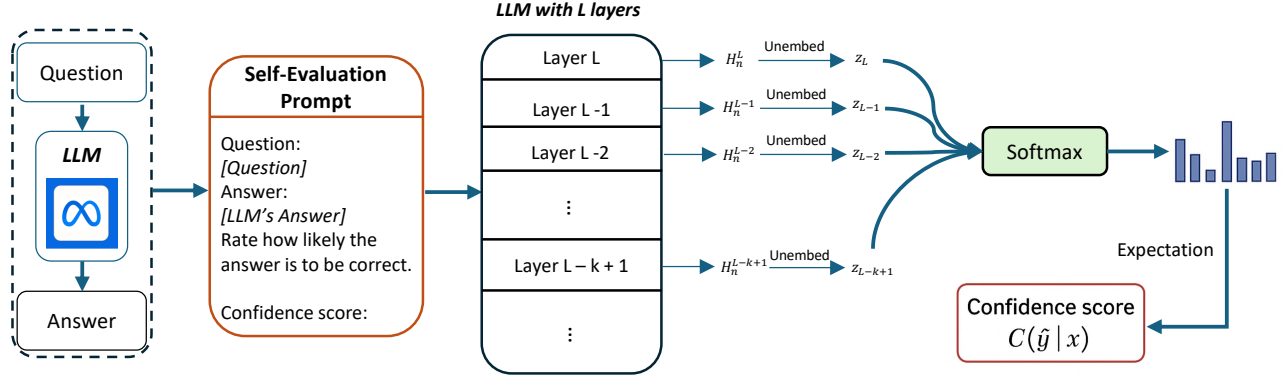 LLM with L layers
Question
LLM
Answer
Self-Evaluation
Prompt
Question:
[Question]
Answer:
[LLM's Answer]
Rate how likely the
answer is to be correct.
Confidence score:
Layer L
Layer L -1
Layer L -2
⋮
Layer L – k + 1
⋮
H_n^L Unembed z_L
H_n^{L-1} Unembed z_{L-1}
H_n^{L-2} Unembed z_{L-2}
H_n^{L-k+1} Unembed z_{L-k+1}
Softmax
Expectation
Confidence score
C(ŷ | x)